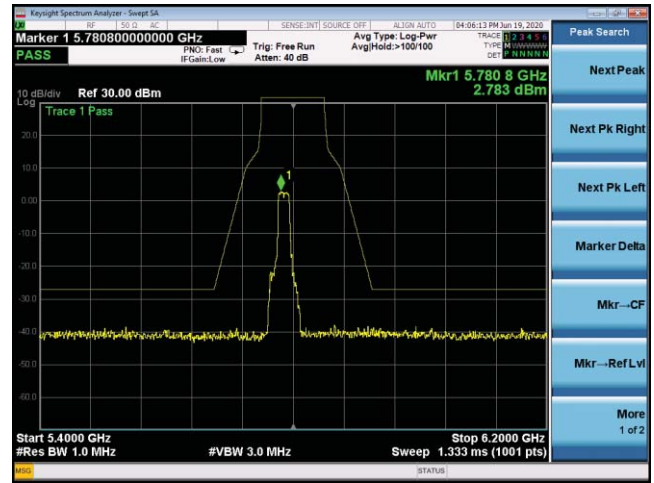 Keysight Spectrum Analyzer - Swept SA
RF 50 Ω AC SENSE:INT SOURCE OFF ALIGN AUTO 04:06:13 PM Jun 19, 2020
Marker 1 5.780800000000 GHz
PASS
PNO: Fast
IFGain:Low
Trig: Free Run
Atten: 40 dB
Avg Type: Log-Pwr
Avg|Hold:>100/100
TRACE 1 2 3 4 5 6
TYPE M WWWWW
DET P N N N N N
Peak Search
Mkr1 5.780 8 GHz
2.783 dBm
10 dB/div Ref 30.00 dBm
Log
Trace 1 Pass
20.0
10.0
0.00
-10.0
-20.0
-30.0
-40.0
-50.0
-60.0
1
Start 5.4000 GHz
Stop 6.2000 GHz
#Res BW 1.0 MHz
#VBW 3.0 MHz
Sweep 1.333 ms (1001 pts)
Next Peak
Next Pk Right
Next Pk Left
Marker Delta
Mkr→CF
Mkr→Ref Lvl
More
1 of 2
MSG
STATUS